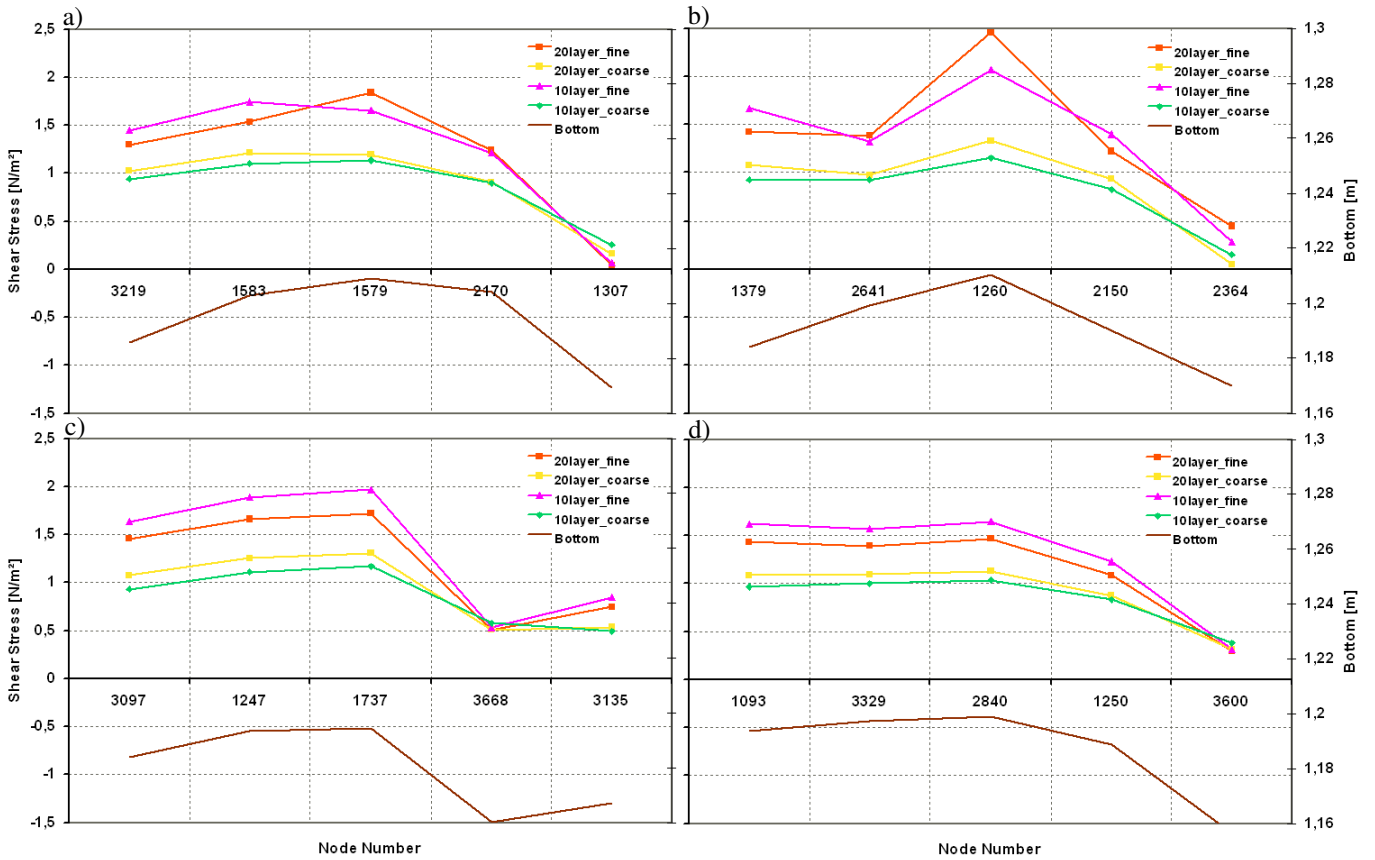 a)
2,5
2
1,5
1
0,5
0
-0,5
-1
-1,5
Shear Stress [N/m²]
20layer_fine
20layer_coarse
10layer_fine
10layer_coarse
Bottom
3219 1583 1579 2470 1307
b)
20layer_fine
20layer_coarse
10layer_fine
10layer_coarse
Bottom
1379 2641 1260 2150 2364
1,3
1,28
1,26
1,24
1,22
1,2
1,18
1,16
Bottom [m]
c)
2,5
2
1,5
1
0,5
0
-0,5
-1
-1,5
Shear Stress [N/m²]
20layer_fine
20layer_coarse
10layer_fine
10layer_coarse
Bottom
3097 1247 1737 3668 3135
Node Number
d)
20layer_fine
20layer_coarse
10layer_fine
10layer_coarse
Bottom
1093 3329 2840 1250 3600
1,3
1,28
1,26
1,24
1,22
1,2
1,18
1,16
Bottom [m]
Node Number